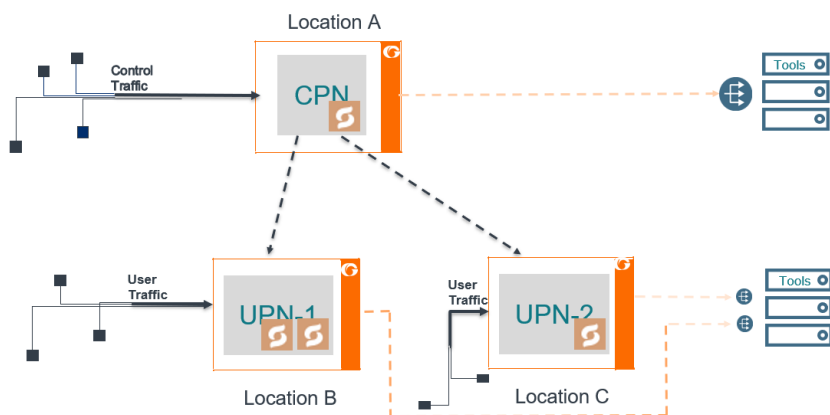 Location A
Control
Traffic
CPN
Tools
User
Traffic
UPN-1
User
Traffic
UPN-2
Tools
Location B
Location C